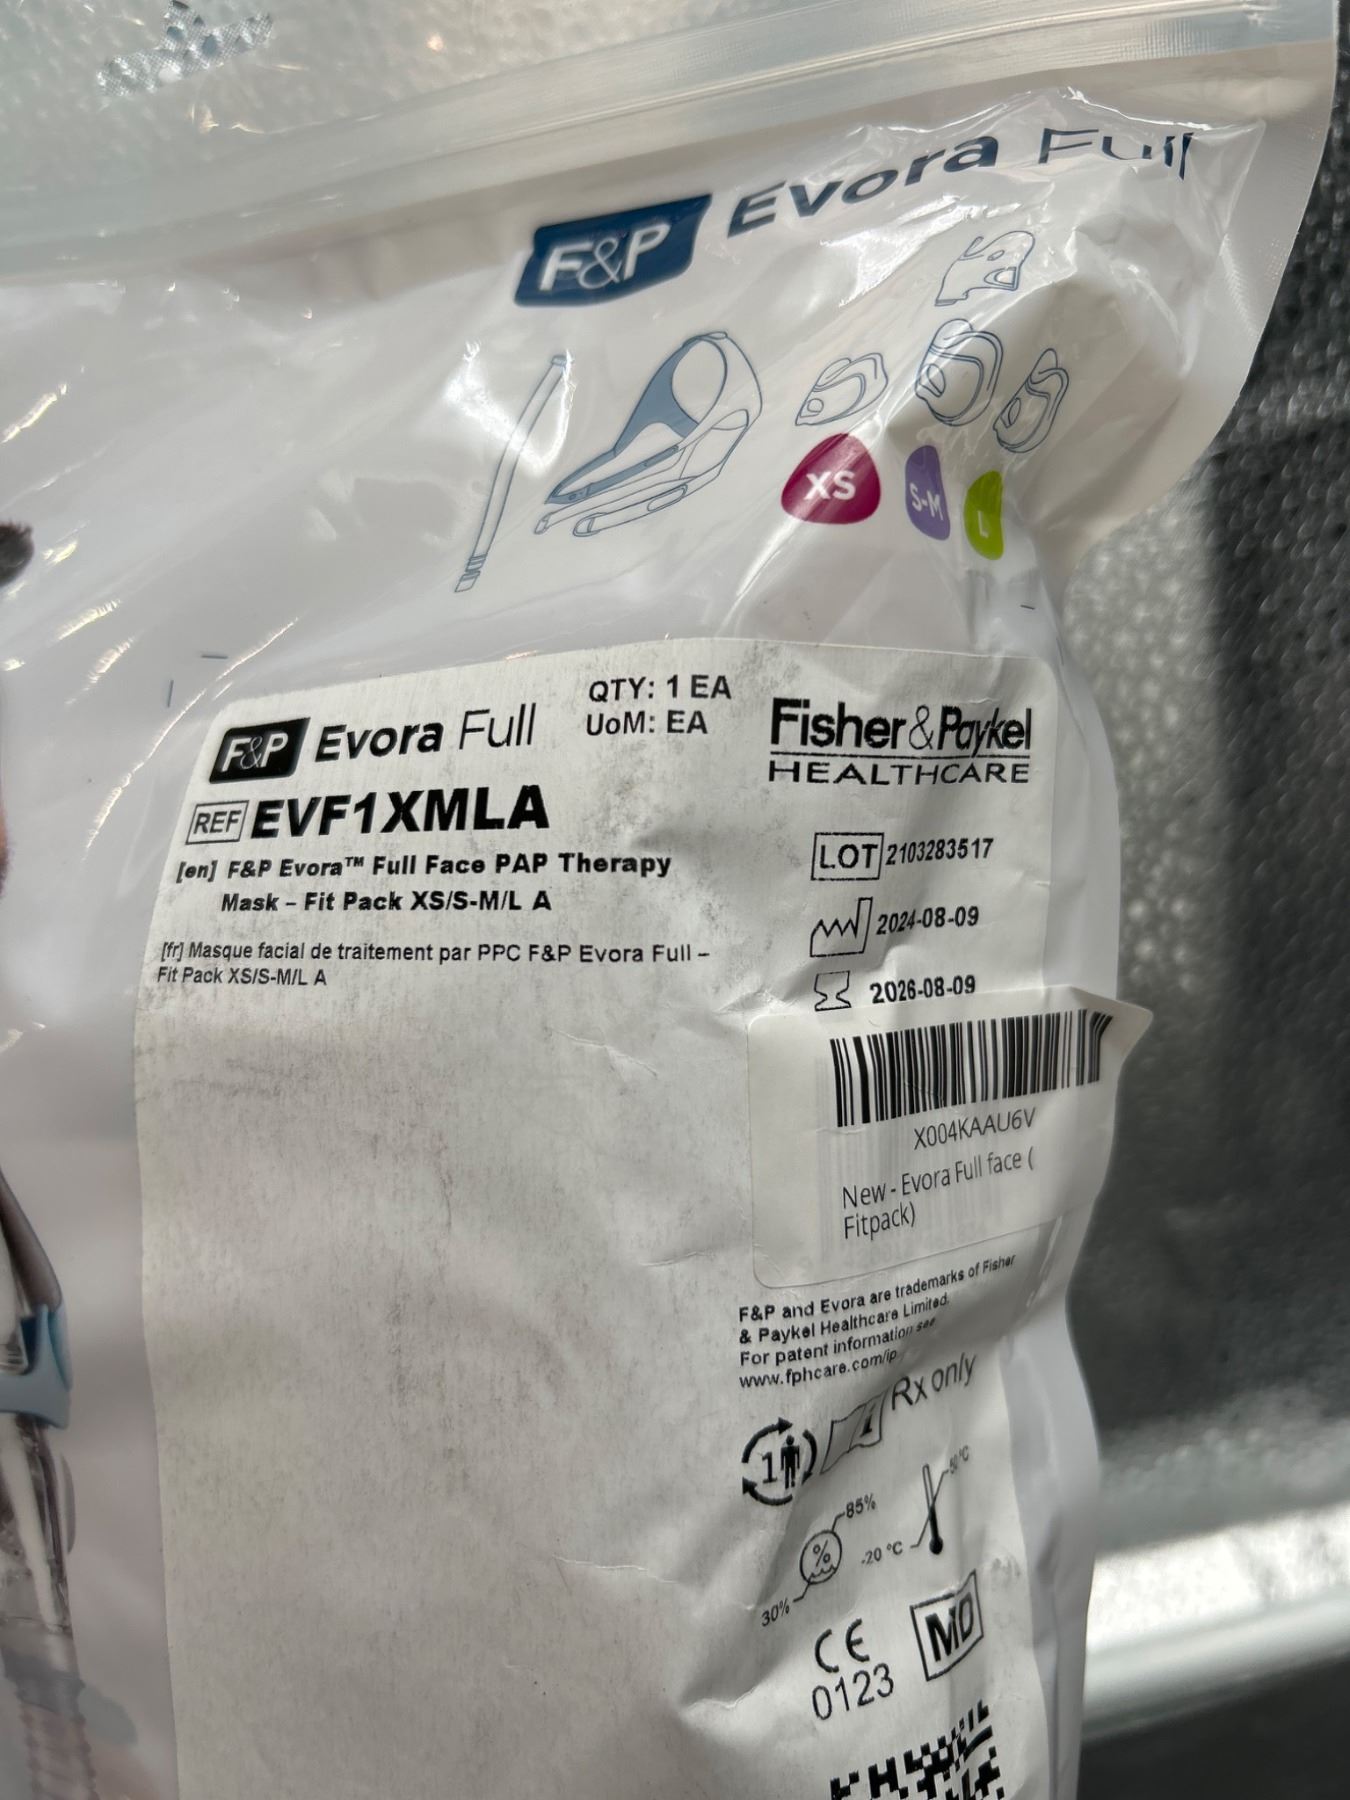 F&P Evora Full
XS S-M L
F&P Evora Full
QTY: 1 EA
UoM: EA
Fisher & Paykel
HEALTHCARE
REF EVF1XMLA
[en] F&P Evora™ Full Face PAP Therapy
Mask – Fit Pack XS/S-M/L A
[fr] Masque facial de traitement par PPC F&P Evora Full –
Fit Pack XS/S-M/L A
LOT 2103283517
2024-08-09
2026-08-09
X004KAAU6V
New - Evora Full face (
Fitpack)
F&P and Evora are trademarks of Fisher
& Paykel Healthcare Limited.
For patent information see
www.fphcare.com/ip
Rx only
1
85%
30%
50 °C
-20 °C
CE
0123
MD